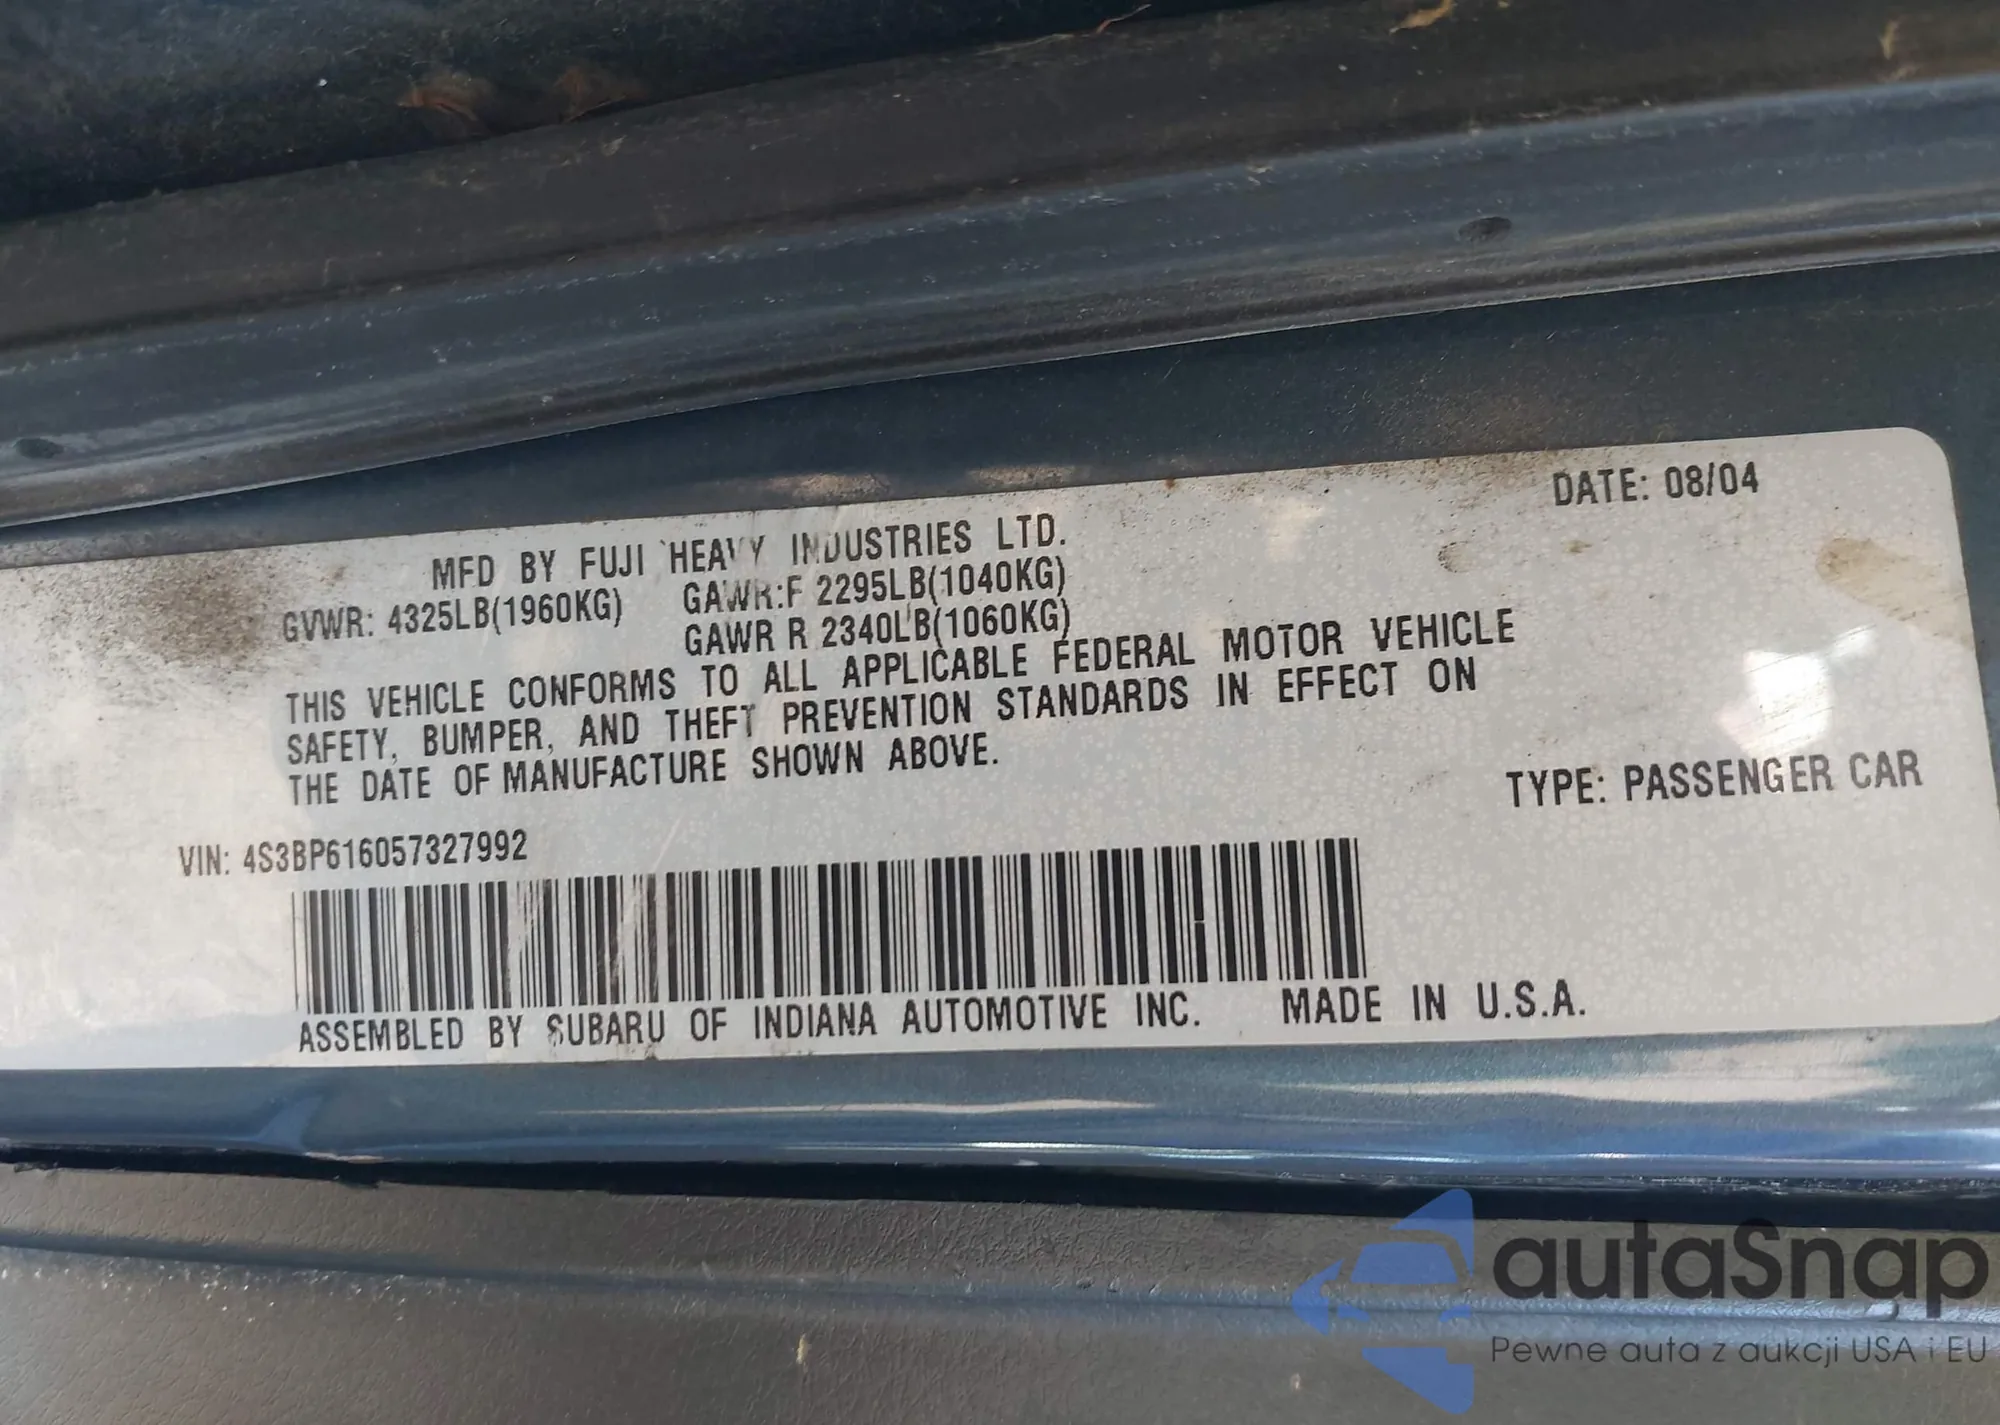 DATE: 08/04
MFD BY FUJI HEAVY INDUSTRIES LTD.
GVWR: 4325LB(1960KG) GAWR:F 2295LB(1040KG)
GAWR R 2340LB(1060KG)
THIS VEHICLE CONFORMS TO ALL APPLICABLE FEDERAL MOTOR VEHICLE
SAFETY, BUMPER, AND THEFT PREVENTION STANDARDS IN EFFECT ON
THE DATE OF MANUFACTURE SHOWN ABOVE.
TYPE: PASSENGER CAR
VIN: 4S3BP616057327992
ASSEMBLED BY SUBARU OF INDIANA AUTOMOTIVE INC. MADE IN U.S.A.
autaSnap
Pewne auta z aukcji USA i EU